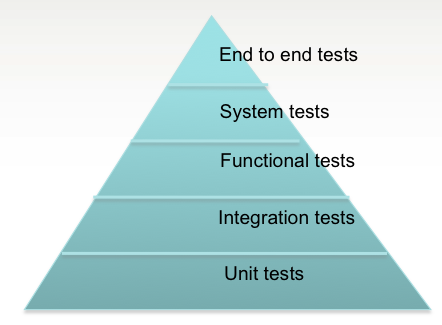 End to end tests
System tests
Functional tests
Integration tests
Unit tests